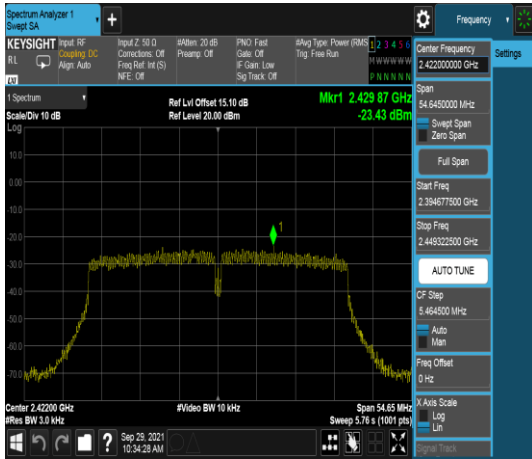 Spectrum Analyzer 1
Swept SA
+
Frequency
KEYSIGHT
RL
LXI
Input: RF
Coupling: DC
Align: Auto
Input Z: 50 Ω
Corrections: Off
Freq Ref: Int (S)
NFE: Off
#Atten: 20 dB
Preamp: Off
PNO: Fast
Gate: Off
IF Gain: Low
Sig Track: Off
#Avg Type: Power (RMS
Trig: Free Run
1 2 3 4 5 6
M W W W W W
P N N N N N
Center Frequency
2.422000000 GHz
Settings
Span
54.6450000 MHz
Swept Span
Zero Span
Full Span
Start Freq
2.394677500 GHz
Stop Freq
2.449322500 GHz
AUTO TUNE
CF Step
5.464500 MHz
Auto
Man
Freq Offset
0 Hz
X Axis Scale
Log
Lin
Signal Track
1 Spectrum
Scale/Div 10 dB
Log
Ref Lvl Offset 15.10 dB
Ref Level 20.00 dBm
Mkr1 2.429 87 GHz
-23.43 dBm
10.0
0.00
-10.0
1
-20.0
-30.0
-40.0
-50.0
-60.0
-70.0
Center 2.42200 GHz
#Res BW 3.0 kHz
#Video BW 10 kHz
Span 54.65 MHz
Sweep 5.76 s (1001 pts)
?
Sep 29, 2021
10:34:28 AM